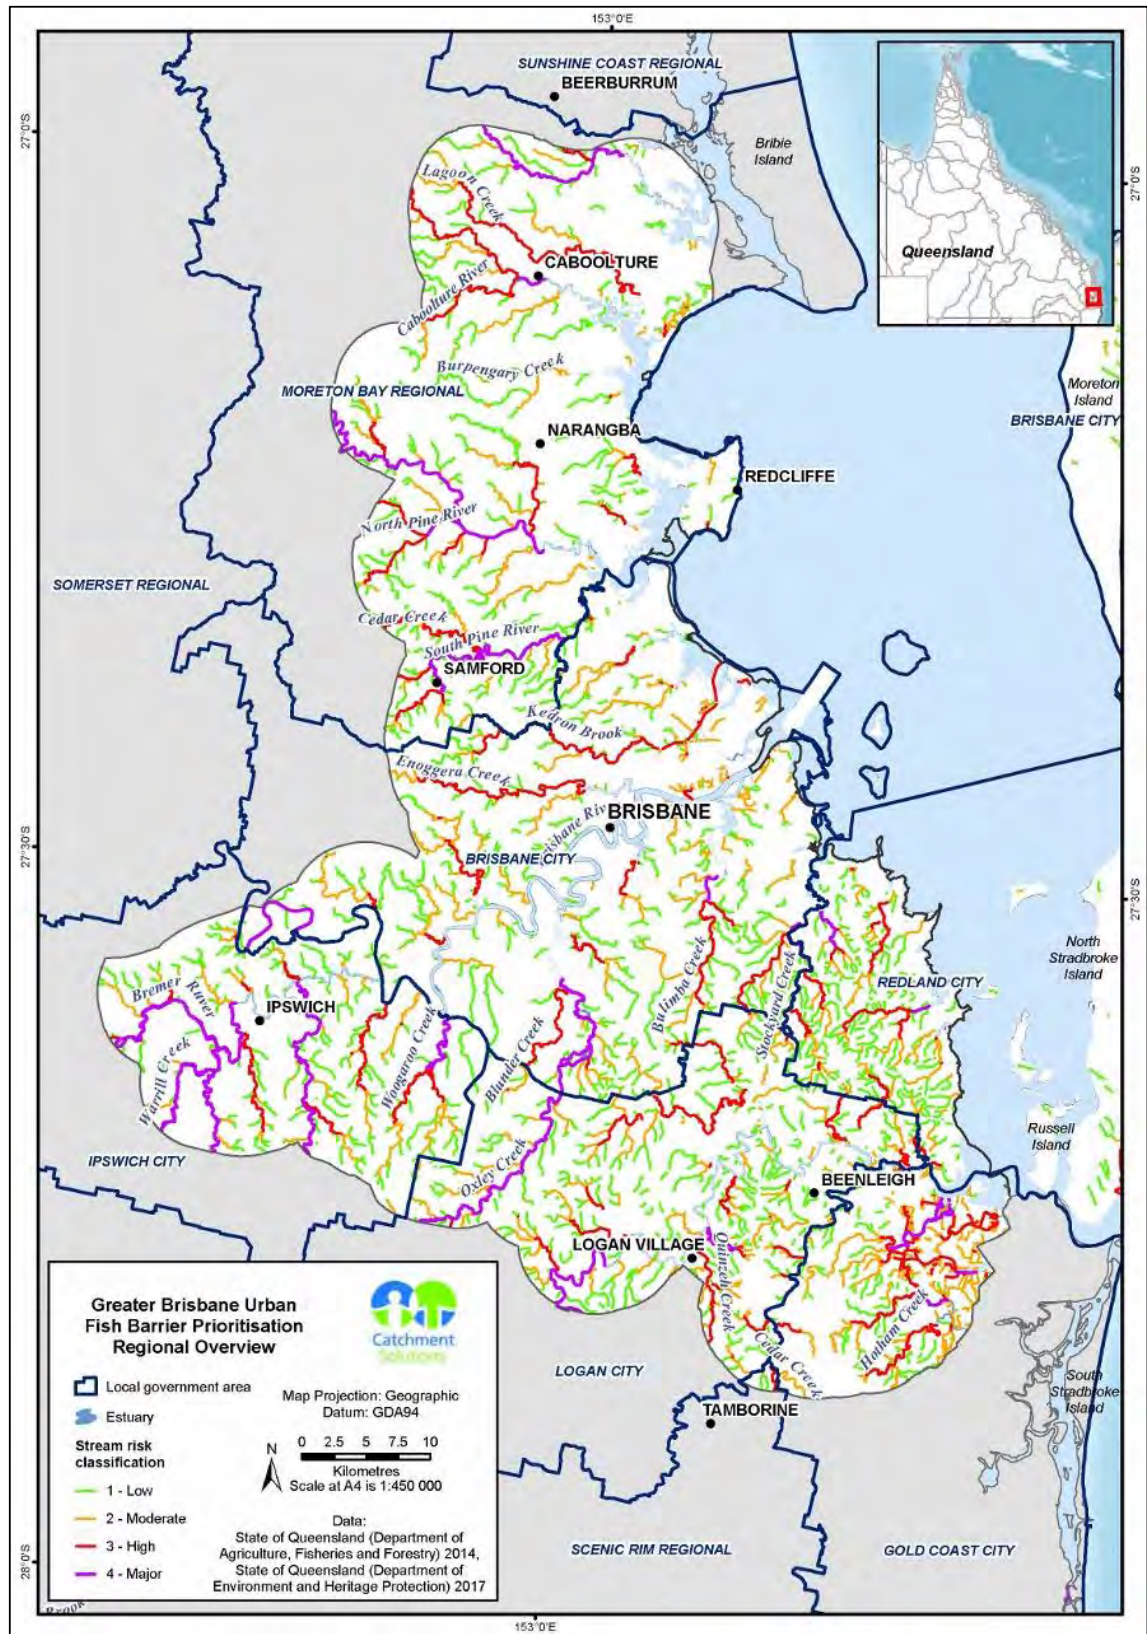 153°0'E
SUNSHINE COAST REGIONAL
BEERBURRUM
27°0'S
Bribie
Island
27°0'S
Queensland
Lagoon Creek
CABOOLTURE
Caboolture River
Burpengary Creek
MORETON BAY REGIONAL
Moreton
Island
BRISBANE CITY
NARANGBA
REDCLIFFE
North Pine River
SOMERSET REGIONAL
Cedar Creek
South Pine River
SAMFORD
Kedron Brook
Enoggera Creek
BRISBANE
27°30'S
BRISBANE CITY
27°30'S
North
Stradbroke
Island
Bremer
River
IPSWICH
Bulimba Creek
Stockyard Creek
REDLAND CITY
Woogaroo Creek
Blunder Creek
Warrill Creek
Russell
Island
IPSWICH CITY
Oxley Creek
BEENLEIGH
LOGAN VILLAGE
Quinzeh Creek
Hotham Creek
Cedar Creek
LOGAN CITY
South
Stradbroke
Island
TAMBORINE
SCENIC RIM REGIONAL
GOLD COAST CITY
28°0'S
Greater Brisbane Urban
Fish Barrier Prioritisation
Regional Overview
Catchment
Solutions
Local government area
Estuary
Stream risk
classification
1 - Low
2 - Moderate
3 - High
4 - Major
Map Projection: Geographic
Datum: GDA94
N
0 2.5 5 7.5 10
Kilometres
Scale at A4 is 1:450 000
Data:
State of Queensland (Department of
Agriculture, Fisheries and Forestry) 2014,
State of Queensland (Department of
Environment and Heritage Protection) 2017
153°0'E